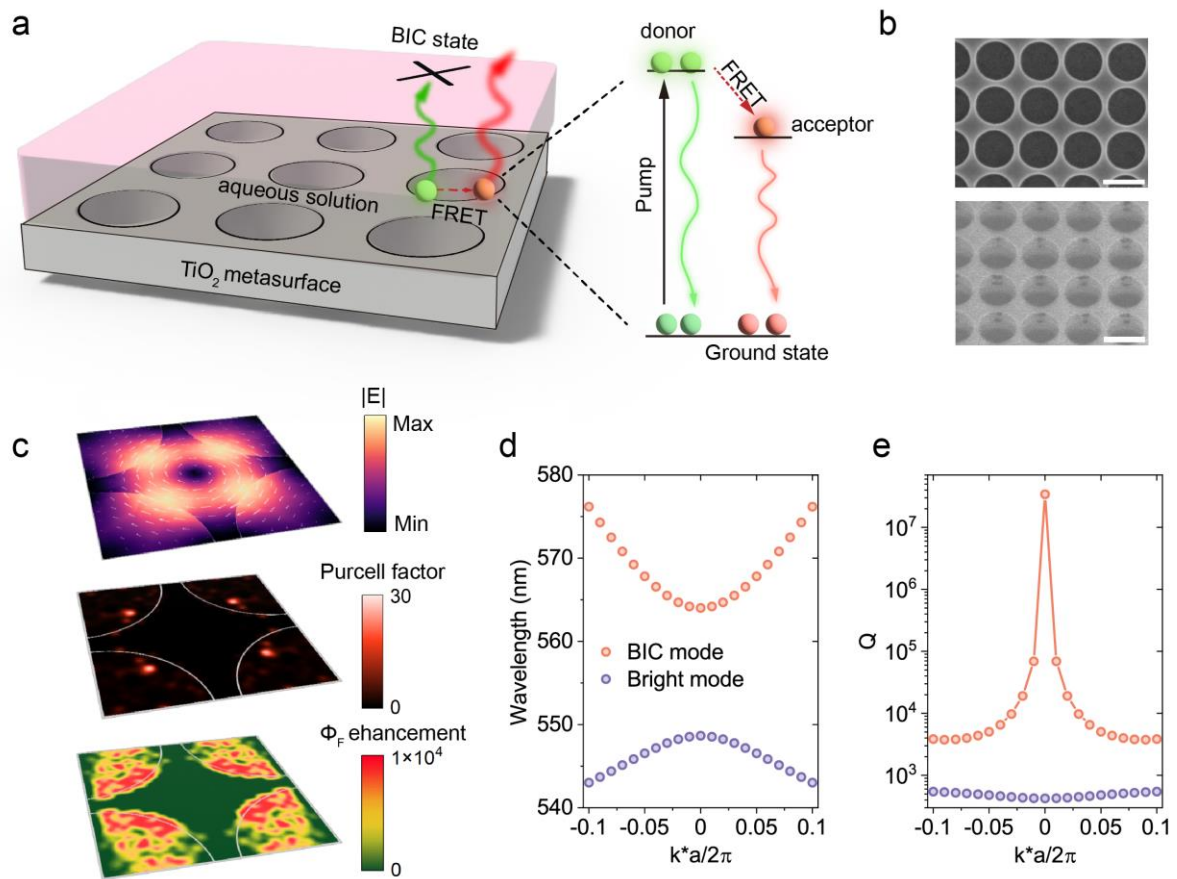 a
BIC state
aqueous solution
FRET
TiO₂ metasurface
donor
FRET
acceptor
Pump
Ground state
b
c
|E|
Max
Min
Purcell factor
30
0
Φ_F ehancement
1×10⁴
0
d
Wavelength (nm)
580
570
560
550
540
BIC mode
Bright mode
-0.1 -0.05 0 0.05 0.1
k*a/2π
e
Q
10⁷
10⁶
10⁵
10⁴
10³
-0.1 -0.05 0 0.05 0.1
k*a/2π